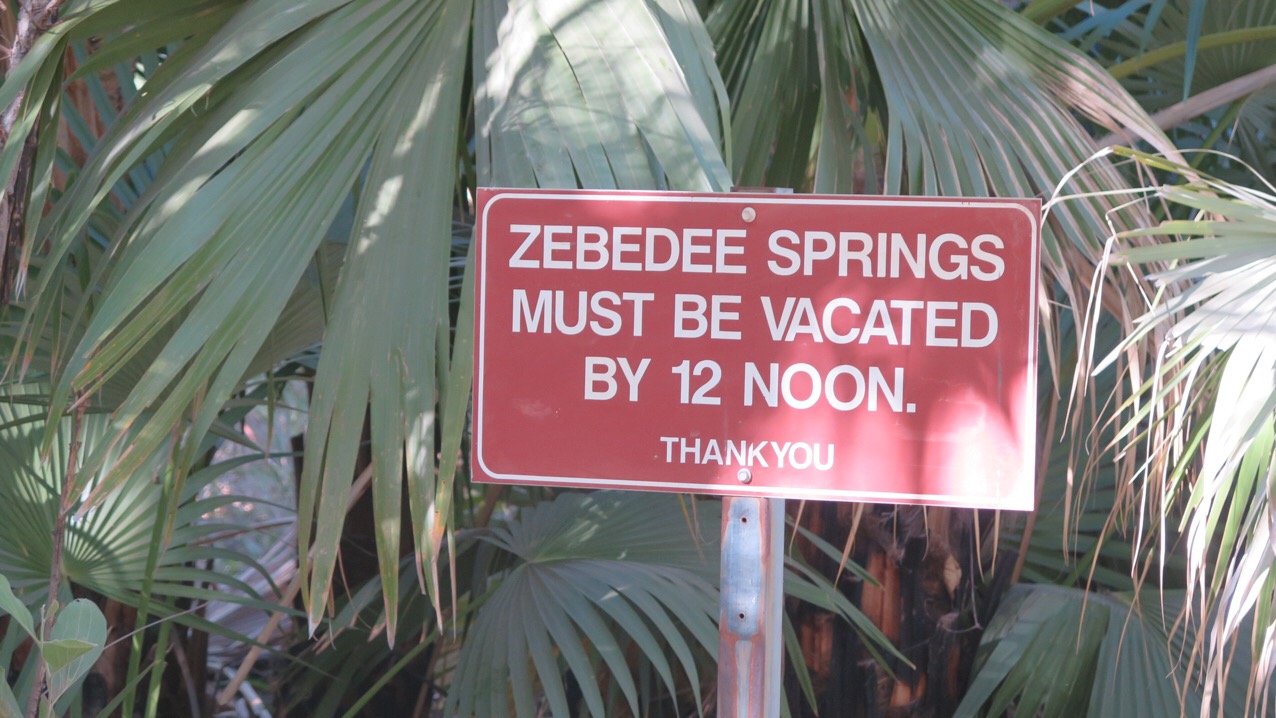 ZEBEDEE SPRINGS
MUST BE VACATED
BY 12 NOON.
THANKYOU